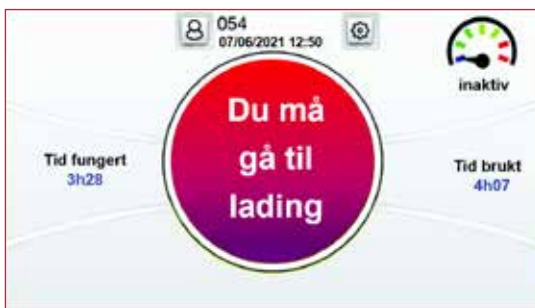 054
07/06/2021 12:50
inaktiv
Du må
gå til
lading
Tid fungert
3h28
Tid brukt
4h07